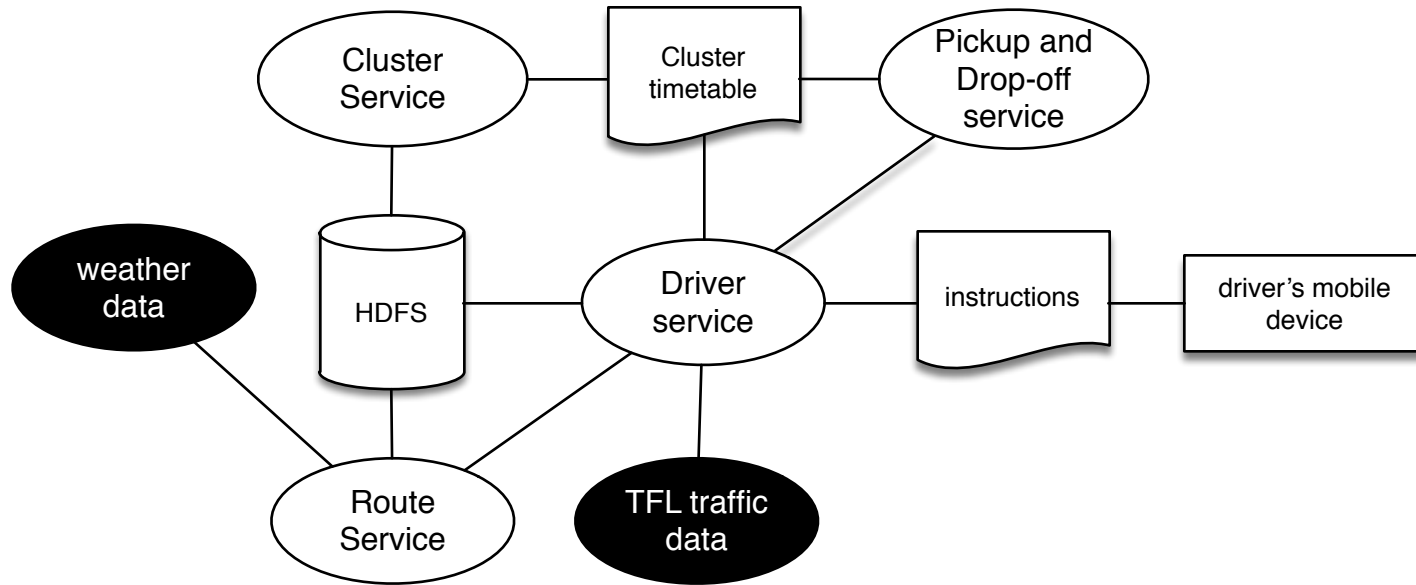 Cluster
Service
Cluster
timetable
Pickup and
Drop-off
service
weather
data
HDFS
Driver
service
instructions
driver’s mobile
device
Route
Service
TFL traffic
data